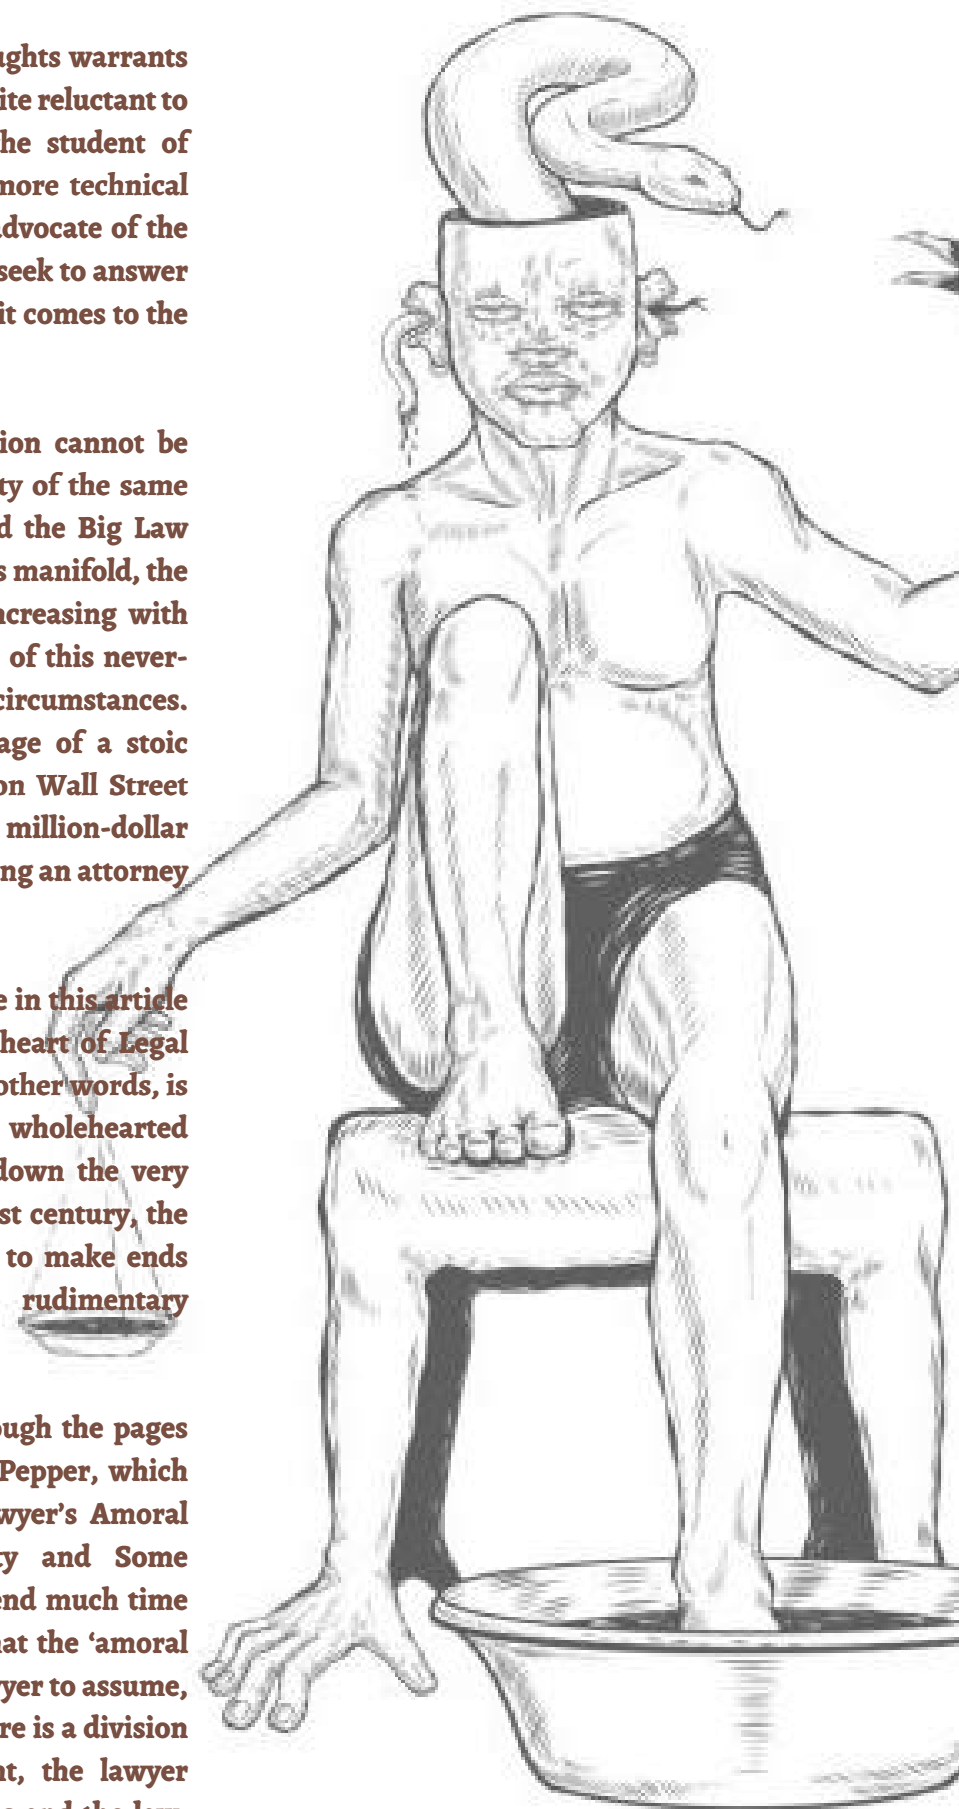 ughts warrants
ite reluctant to
he student of
more technical
advocate of the
seek to answer
it comes to the
ion cannot be
ty of the same
d the Big Law
s manifold, the
ncreasing with
of this never-
circumstances.
age of a stoic
on Wall Street
million-dollar
ng an attorney
e in this article
heart of Legal
other words, is
wholehearted
down the very
st century, the
to make ends
rudimentary
ough the pages
Pepper, which
wyer’s Amoral
ty and Some
end much time
hat the ‘amoral
yer to assume,
re is a division
nt, the lawyer